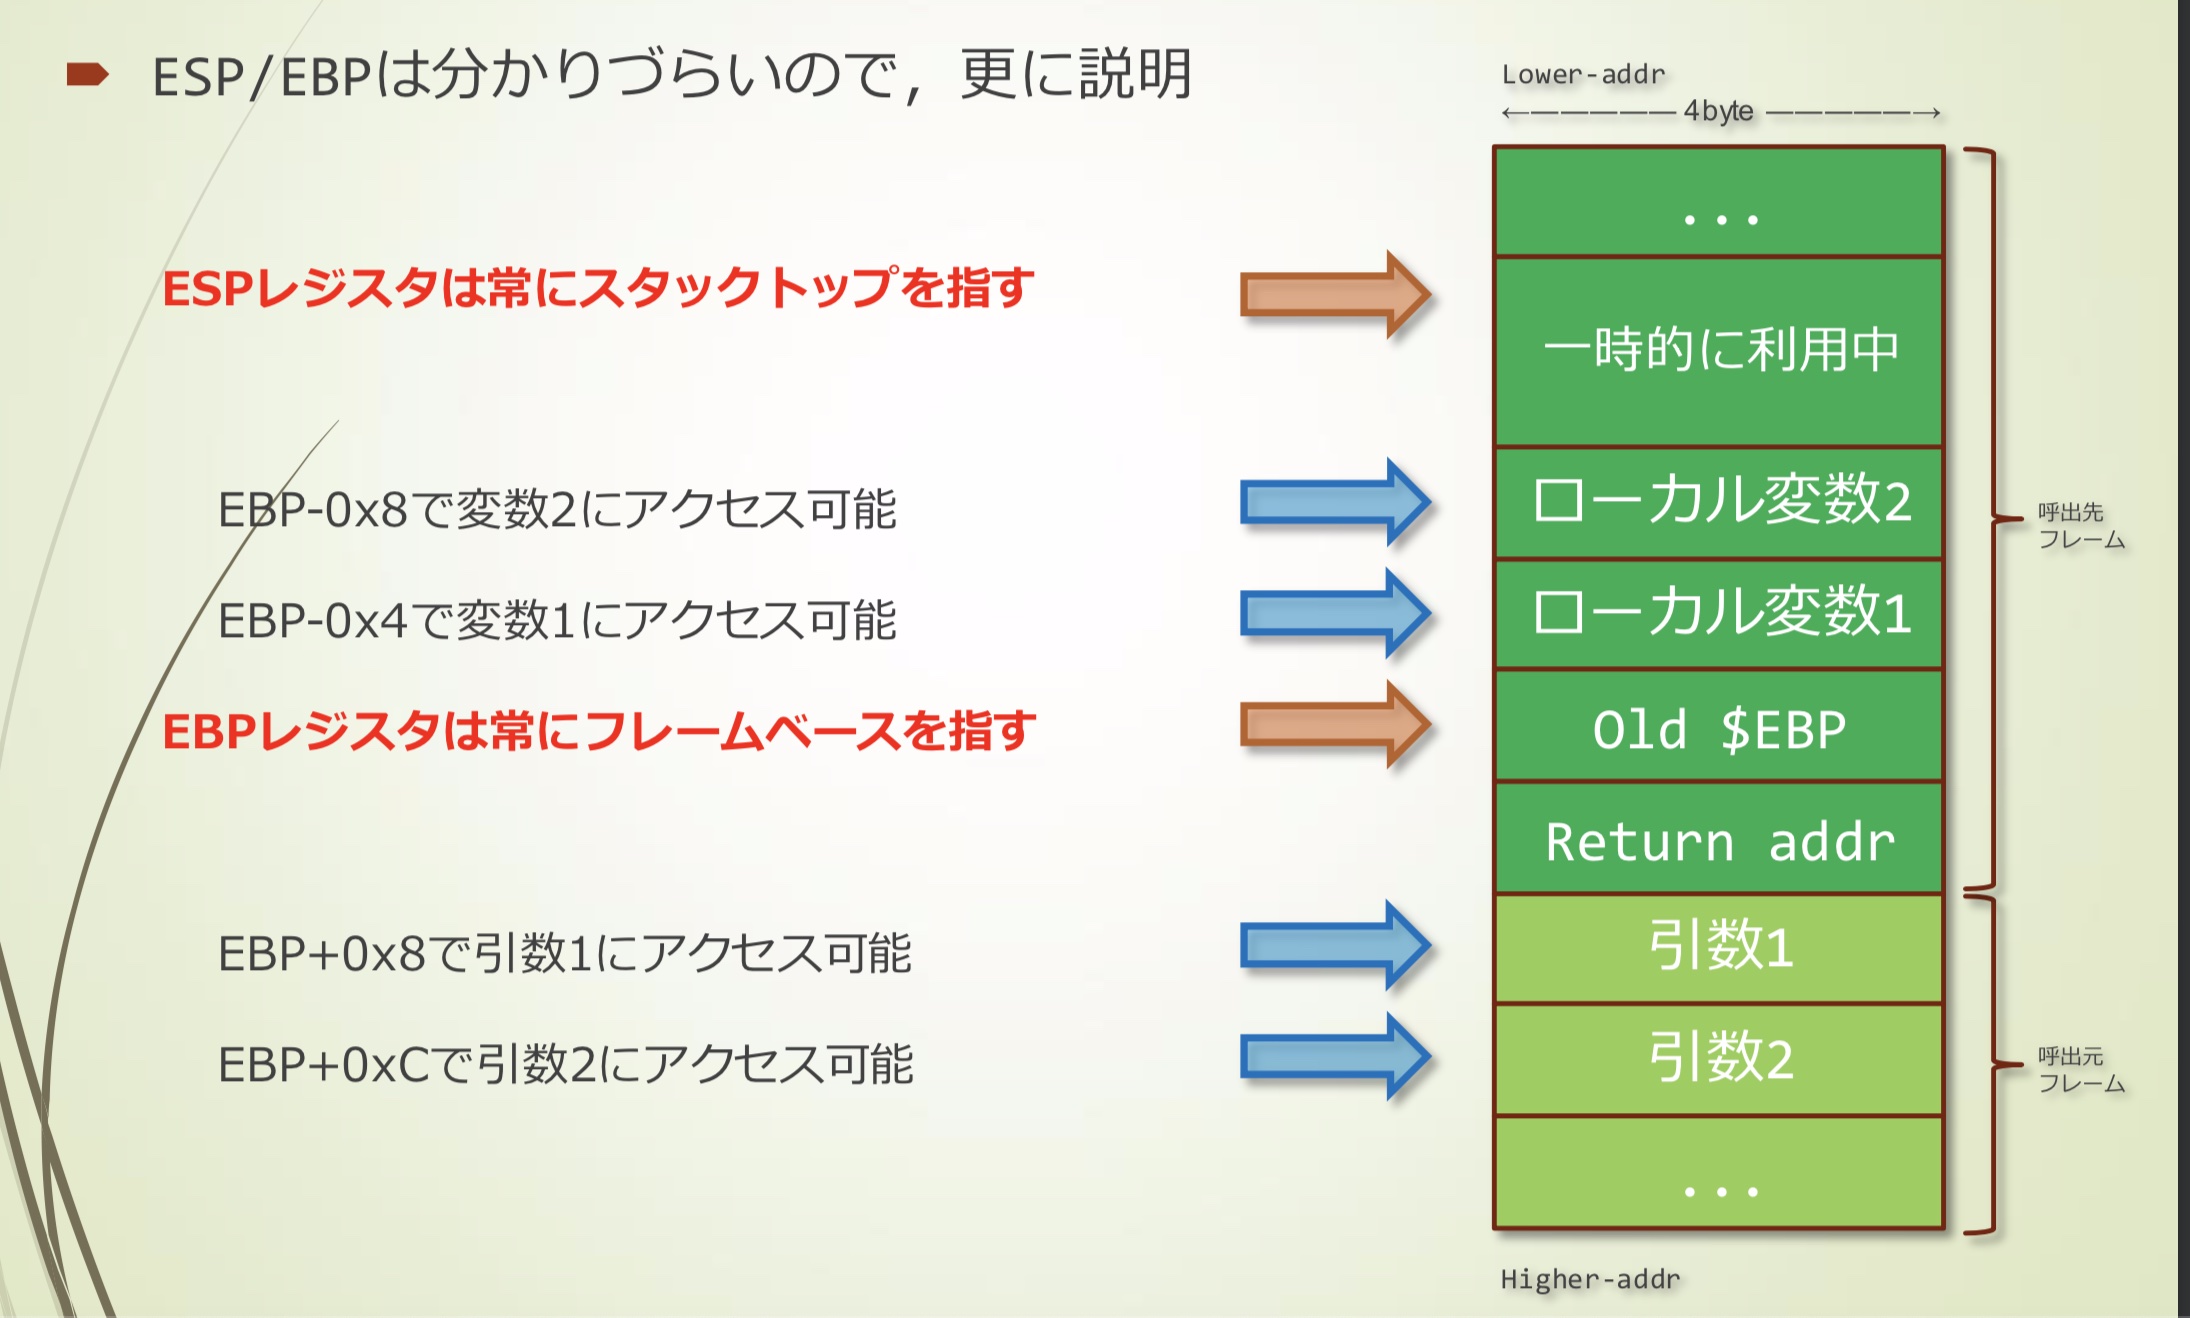 ESP/EBPは分かりづらいので，更に説明
Lower-addr
←—————— 4byte ——————→
...
ESPレジスタは常にスタックトップを指す
一時的に利用中
EBP-0x8で変数2にアクセス可能
ローカル変数2
呼出先
フレーム
EBP-0x4で変数1にアクセス可能
ローカル変数1
EBPレジスタは常にフレームベースを指す
Old $EBP
Return addr
EBP+0x8で引数1にアクセス可能
引数1
EBP+0xCで引数2にアクセス可能
引数2
呼出元
フレーム
...
Higher-addr